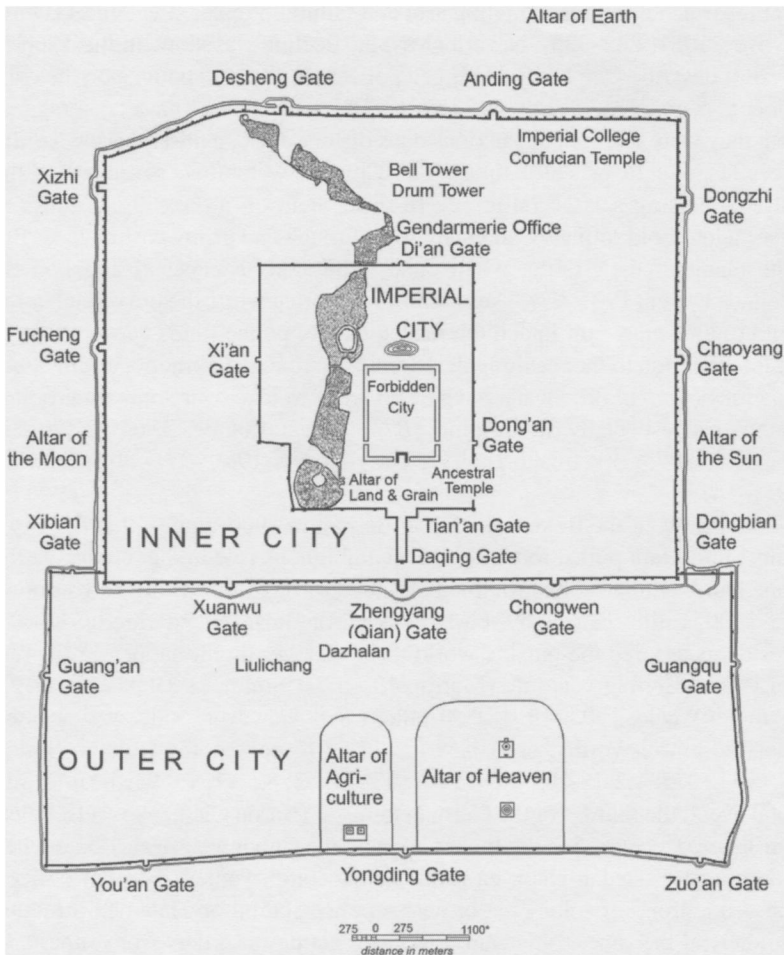 Altar of Earth
Desheng Gate
Anding Gate
Imperial College
Confucian Temple
Xizhi
Gate
Bell Tower
Drum Tower
Dongzhi
Gate
Gendarmerie Office
Di'an Gate
IMPERIAL
CITY
Fucheng
Gate
Xi'an
Gate
Chaoyang
Gate
Forbidden
City
Altar of
the Moon
Dong'an
Gate
Altar of
the Sun
Altar of
Land & Grain
Ancestral
Temple
Xibian
Gate
INNER CITY
Tian'an Gate
Dongbian
Gate
Daqing Gate
Xuanwu
Gate
Zhengyang
(Qian) Gate
Chongwen
Gate
Dazhalan
Liulichang
Guang'an
Gate
Guangqu
Gate
OUTER CITY
Altar of
Agri-
culture
Altar of Heaven
You'an Gate
Yongding Gate
Zuo'an Gate
275 0 275 1100*
distance in meters